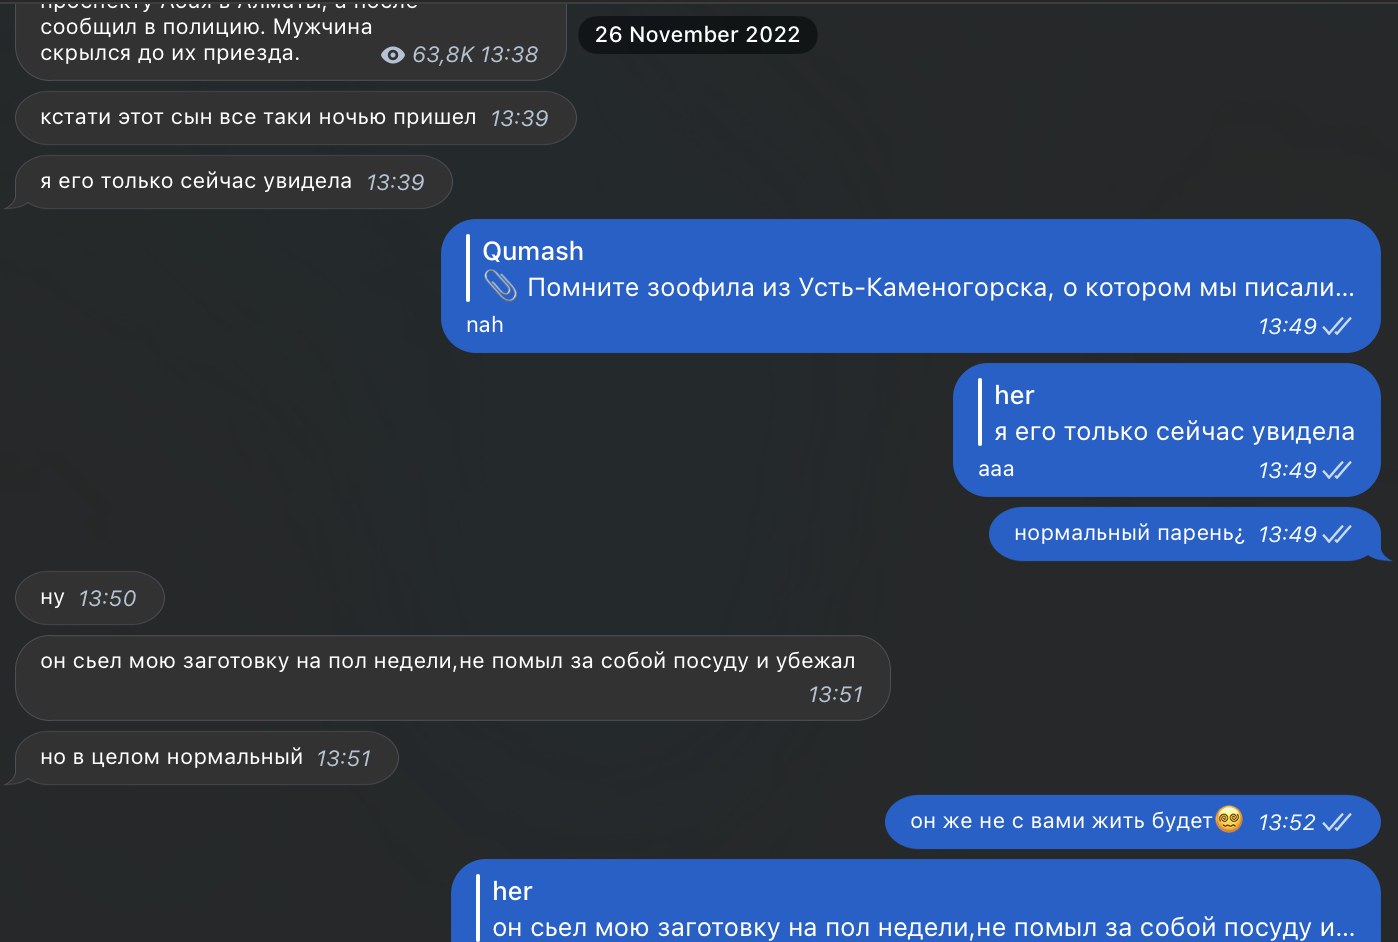 проспекту Абая в Алматы, а после
сообщил в полицию. Мужчина
скрылся до их приезда.
63,8K 13:38
26 November 2022
кстати этот сын все таки ночью пришел 13:39
я его только сейчас увидела 13:39
Qumash
📎 Помните зоофила из Усть-Каменогорска, о котором мы писали...
nah 13:49
her
я его только сейчас увидела
ааа 13:49
нормальный парень¿ 13:49
ну 13:50
он сьел мою заготовку на пол недели,не помыл за собой посуду и убежал
13:51
но в целом нормальный 13:51
он же не с вами жить будет😵‍💫 13:52
her
он сьел мою заготовку на пол недели,не помыл за собой посуду и...